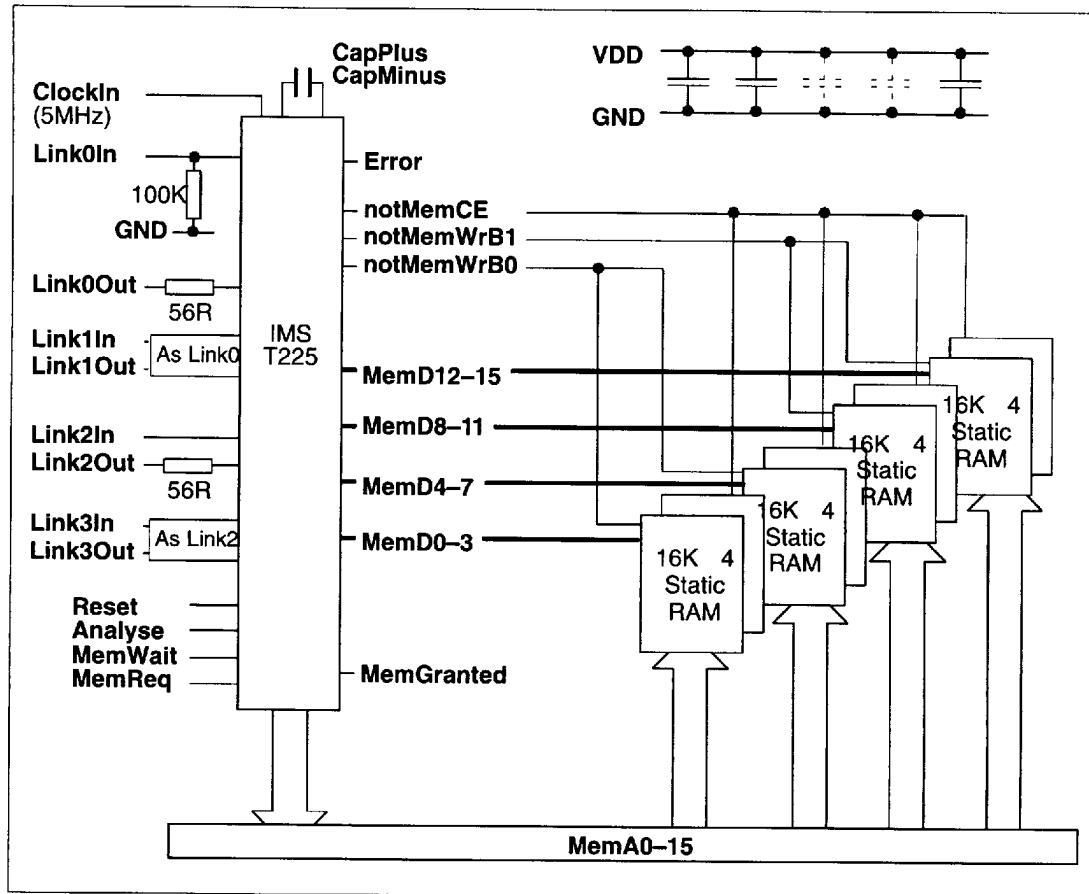 CapPlus
CapMinus
VDD
GND
ClockIn
(5MHz)
Link0In
100K
GND
Link0Out
56R
Link1In
Link1Out
As Link0
Link2In
Link2Out
56R
Link3In
Link3Out
As Link2
Reset
Analyse
MemWait
MemReq
IMS
T225
Error
notMemCE
notMemWrB1
notMemWrB0
MemD12–15
MemD8–11
MemD4–7
MemD0–3
MemGranted
16K 4
Static
RAM
16K 4
Static
RAM
16K 4
Static
RAM
16K 4
Static
RAM
MemA0–15